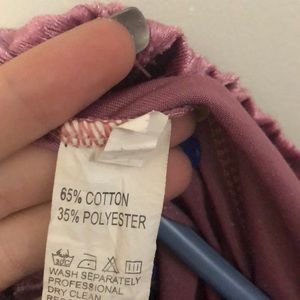 65% COTTON
35% POLYESTER
WASH SEPARATELY
PROFESSIONAL
DRY CLEAN